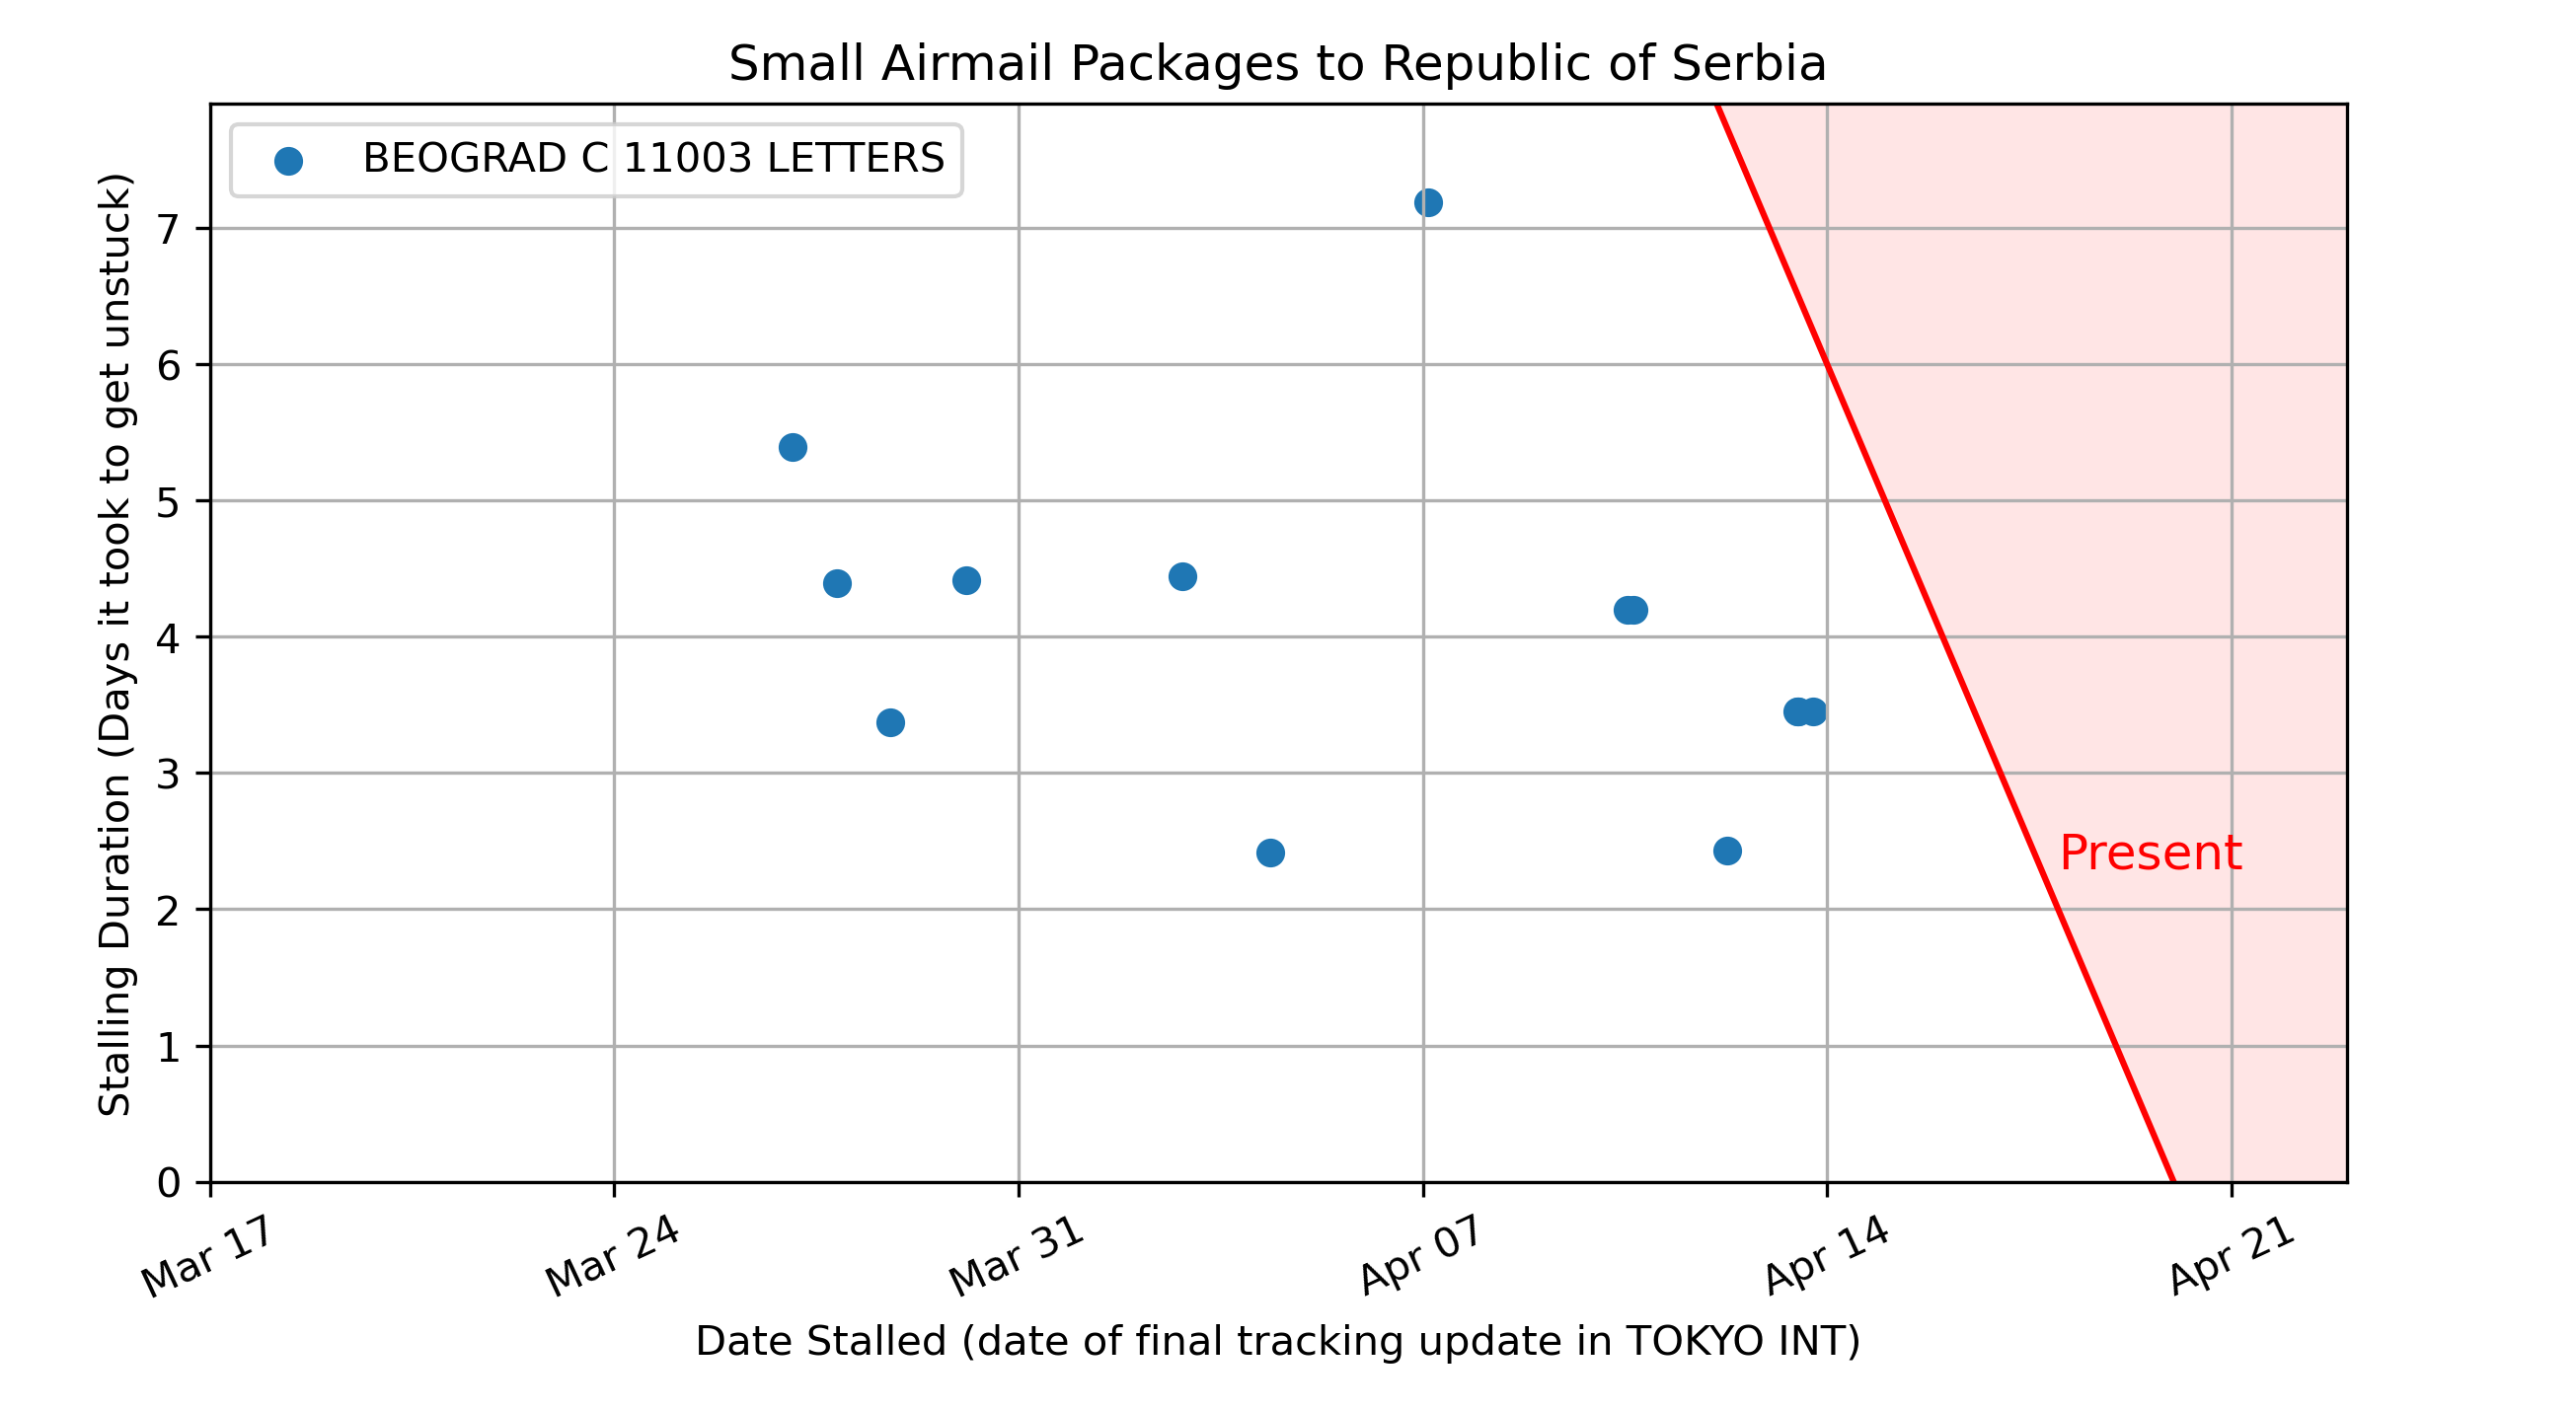 Small Airmail Packages to Republic of Serbia
BEOGRAD C 11003 LETTERS
Stalling Duration (Days it took to get unstuck)
7
6
5
4
3
2
1
0
Present
Mar 17
Mar 24
Mar 31
Apr 07
Apr 14
Apr 21
Date Stalled (date of final tracking update in TOKYO INT)